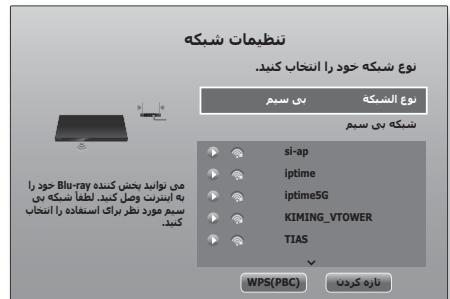 تنظیمات شبکه
نوع شبکه خود را انتخاب کنید.
نوع الشبكة
بی سیم
شبکه بی سیم
si-ap
iptime
iptime5G
KIMING_VTOWER
TIAS
می توانید پخش کننده Blu-ray خود را
به اینترنت وصل کنید. لطفاً شبکه بی
سیم مورد نظر برای استفاده را انتخاب
کنید.
تازه کردن
WPS(PBC)